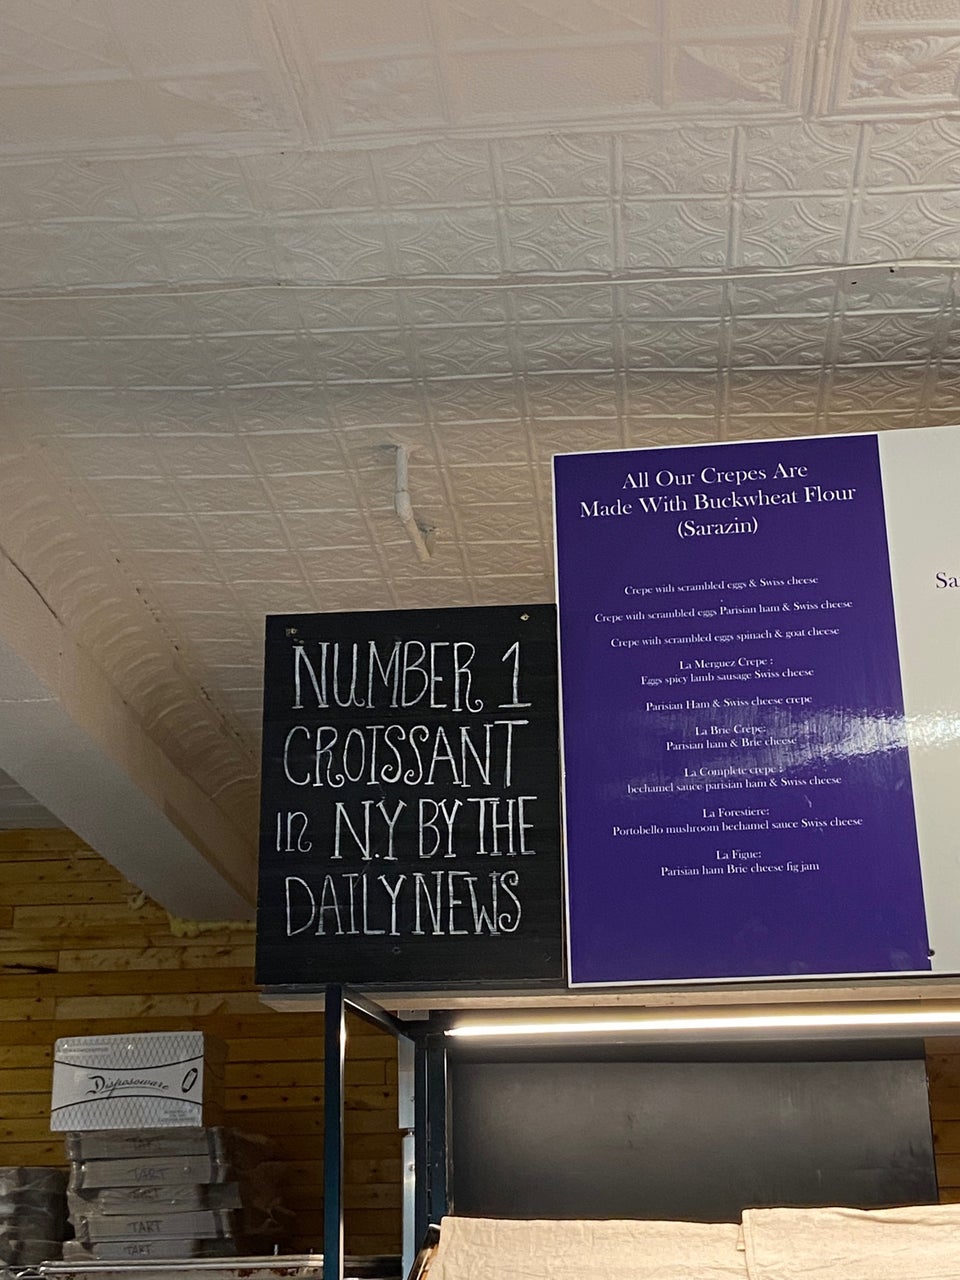 NUMBER 1
CROISSANT
in N.Y BY THE
DAILY NEWS
All Our Crepes Are
Made With Buckwheat Flour
(Sarazin)
Crepe with scrambled eggs & Swiss cheese
Crepe with scrambled eggs Parisian ham & Swiss cheese
Crepe with scrambled eggs spinach & goat cheese
La Merguez Crepe :
Eggs spicy lamb sausage Swiss cheese
Parisian Ham & Swiss cheese crepe
La Brie Crepe:
Parisian ham & Brie cheese
La Complete crepe :
bechamel sauce parisian ham & Swiss cheese
La Forestiere:
Portobello mushroom bechamel sauce Swiss cheese
La Figue:
Parisian ham Brie cheese fig jam
Sa
Disposoware
TART
TART
TART
TART
TART